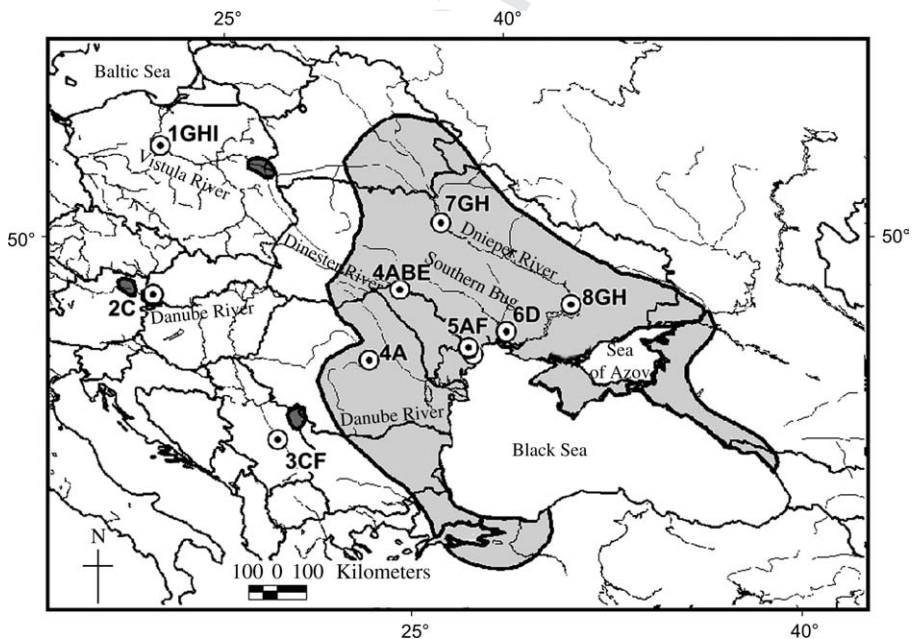 25°
40°
Baltic Sea
1GHI
Vistula River
7GH
50°
50°
Dnieper River
Dinester River
4ABE
Southern Bug
8GH
2C
6D
Danube River
5AF
Sea
of Azov
4A
Danube River
Black Sea
3CF
N
100 0 100 Kilometers
25°
40°